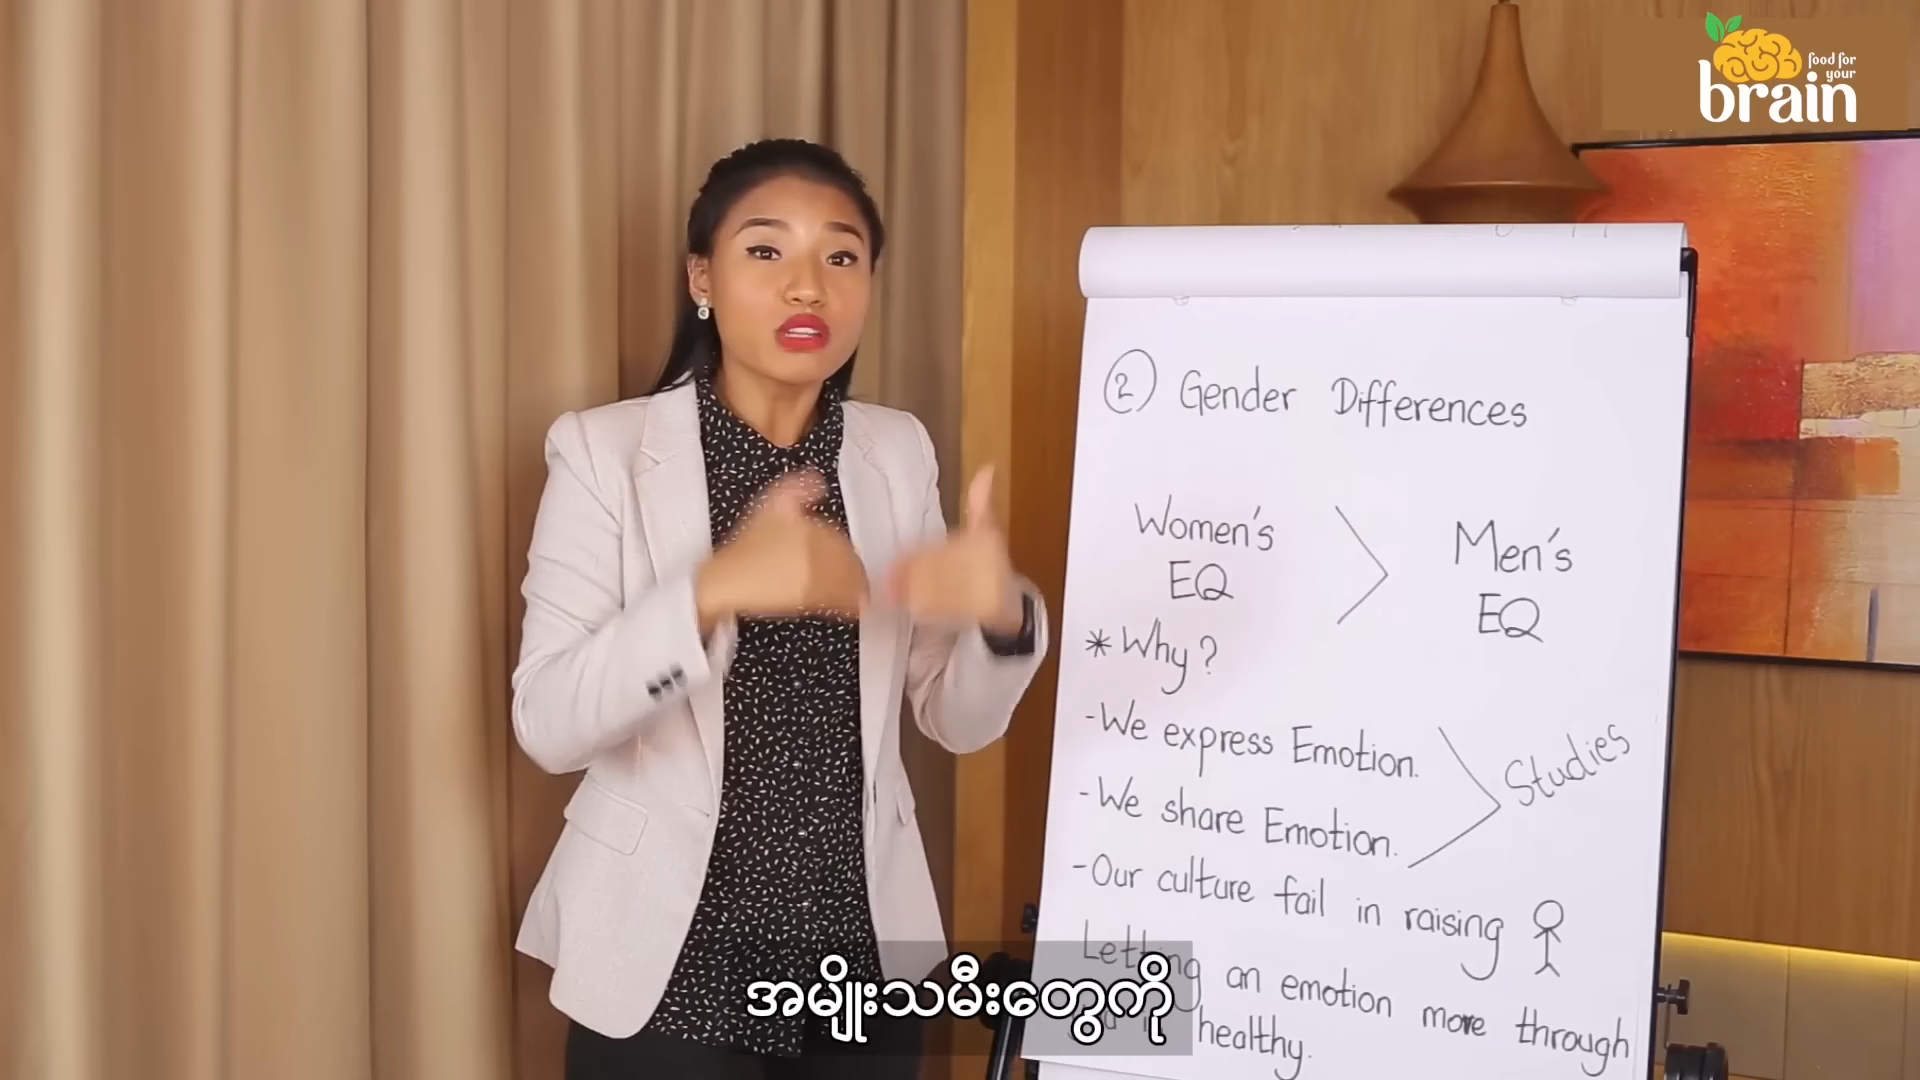 food for
your
brain
2 Gender Differences
Women's
EQ
>
Men's
EQ
* Why?
- We express Emotion.
- We share Emotion.
Studies
- Our culture fail in raising
Letting an emotion move through
healthy.
အမျိုးသမီးတွေကို